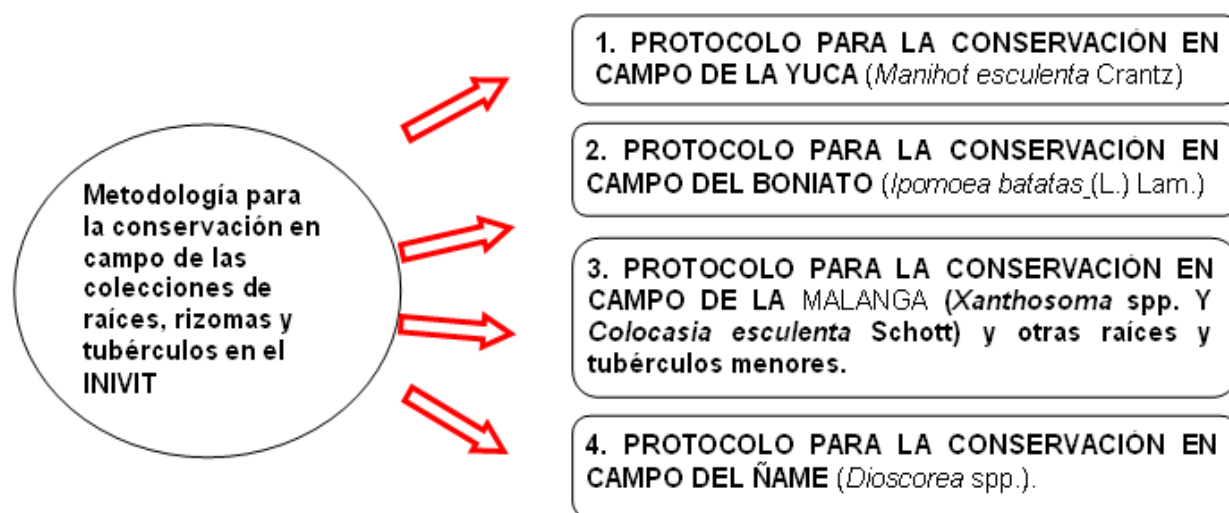 Metodología para
la conservación en
campo de las
colecciones de
raíces, rizomas y
tubérculos en el
INIVIT
1. PROTOCOLO PARA LA CONSERVACIÓN EN
CAMPO DE LA YUCA (Manihot esculenta Crantz)
2. PROTOCOLO PARA LA CONSERVACIÓN EN
CAMPO DEL BONIATO (Ipomoea batatas (L.) Lam.)
3. PROTOCOLO PARA LA CONSERVACIÓN EN
CAMPO DE LA MALANGA (Xanthosoma spp. Y
Colocasia esculenta Schott) y otras raíces y
tubérculos menores.
4. PROTOCOLO PARA LA CONSERVACIÓN EN
CAMPO DEL ÑAME (Dioscorea spp.).